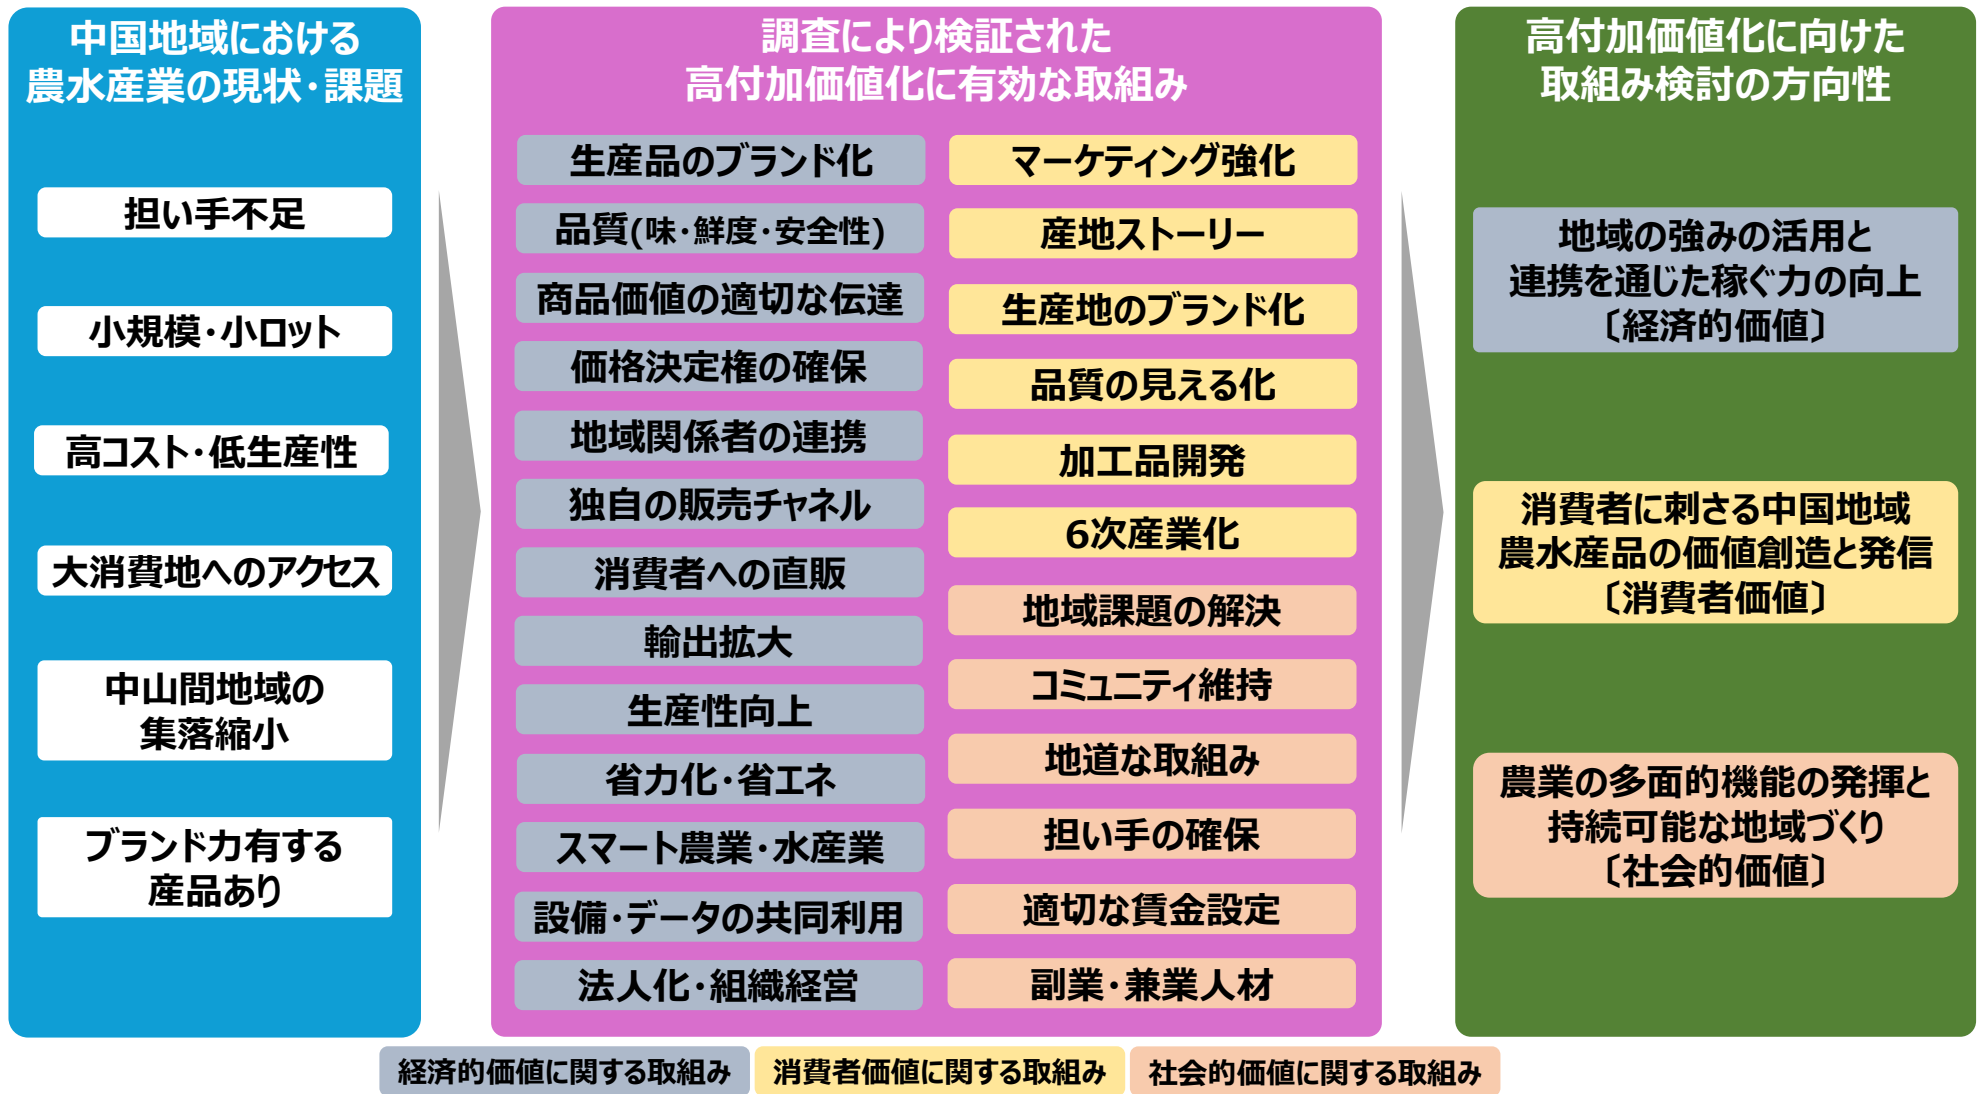 中国地域における
農水産業の現状・課題
担い手不足
小規模・小ロット
高コスト・低生産性
大消費地へのアクセス
中山間地域の
集落縮小
ブランド力有する
産品あり
調査により検証された
高付加価値化に有効な取組み
生産品のブランド化
品質(味・鮮度・安全性)
商品価値の適切な伝達
価格決定権の確保
地域関係者の連携
独自の販売チャネル
消費者への直販
輸出拡大
生産性向上
省力化・省エネ
スマート農業・水産業
設備・データの共同利用
法人化・組織経営
マーケティング強化
産地ストーリー
生産地のブランド化
品質の見える化
加工品開発
6次産業化
地域課題の解決
コミュニティ維持
地道な取組み
担い手の確保
適切な賃金設定
副業・兼業人材
高付加価値化に向けた
取組み検討の方向性
地域の強みの活用と
連携を通じた稼ぐ力の向上
〔経済的価値〕
消費者に刺さる中国地域
農水産品の価値創造と発信
〔消費者価値〕
農業の多面的機能の発揮と
持続可能な地域づくり
〔社会的価値〕
経済的価値に関する取組み
消費者価値に関する取組み
社会的価値に関する取組み